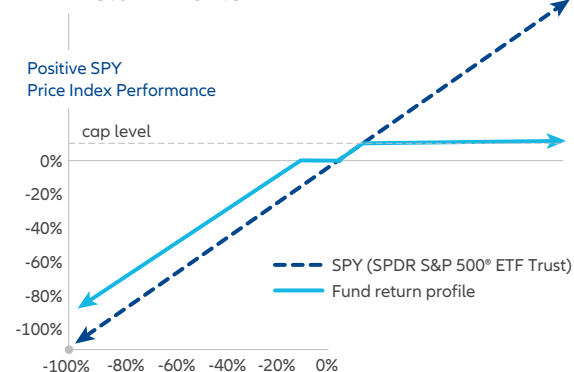 Positive SPY
Price Index Performance
cap level
0%
-20%
-40%
-60%
-80%
-100%
SPY (SPDR S&P 500® ETF Trust)
Fund return profile
-100% -80% -60% -40% -20% 0%